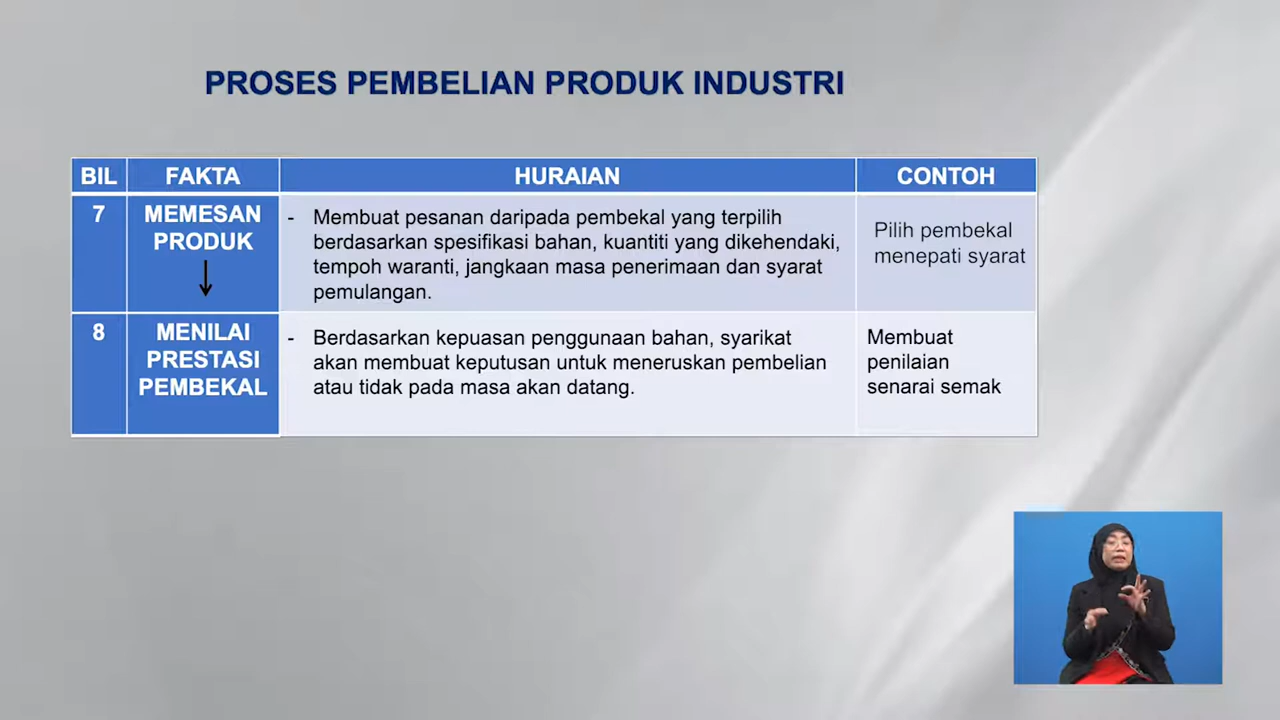 PROSES PEMBELIAN PRODUK INDUSTRI
BIL FAKTA HURAIAN CONTOH
7 MEMESAN PRODUK
- Membuat pesanan daripada pembekal yang terpilih
berdasarkan spesifikasi bahan, kuantiti yang dikehendaki,
tempoh waranti, jangkaan masa penerimaan dan syarat
pemulangan.
Pilih pembekal
menepati syarat
8 MENILAI
PRESTASI
PEMBEKAL
- Berdasarkan kepuasan penggunaan bahan, syarikat
akan membuat keputusan untuk meneruskan pembelian
atau tidak pada masa akan datang.
Membuat
penilaian
senarai semak